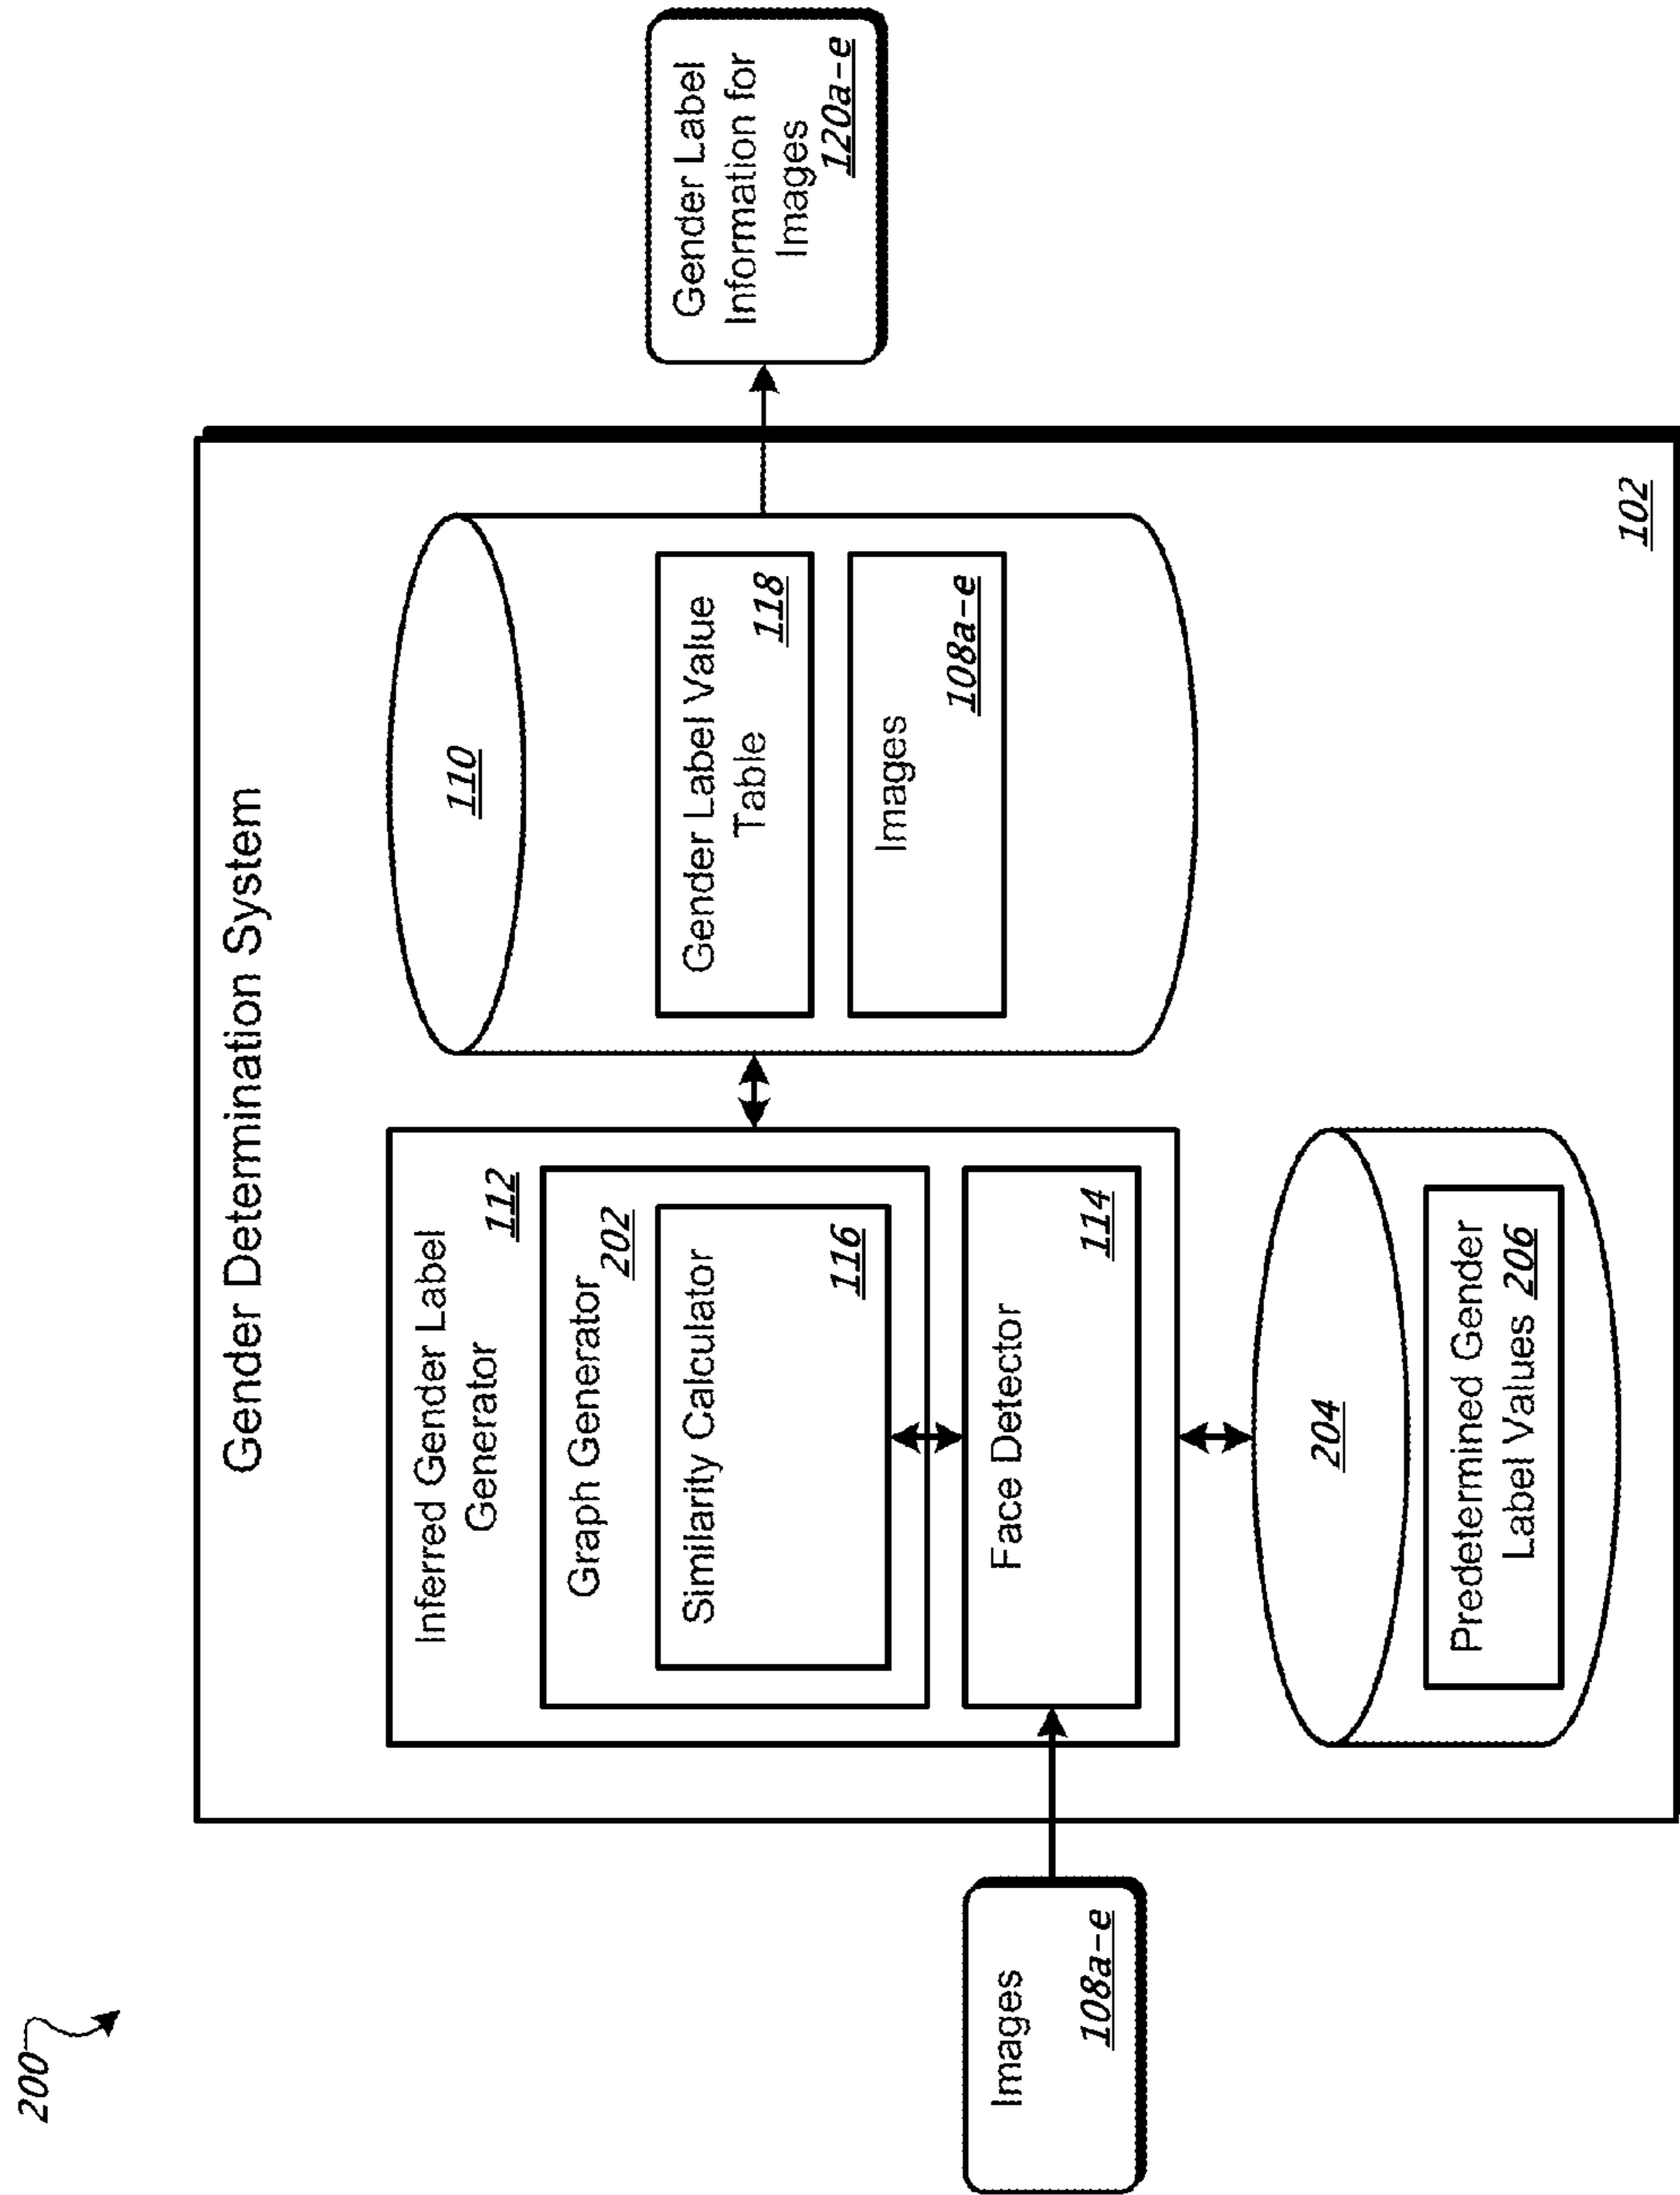 200
Gender Determination System
Inferred Gender Label
Generator
112
Graph Generator
202
Similarity Calculator
116
Face Detector
114
110
Gender Label Value
Table
118
Images
108a-e
204
Predetermined Gender
Label Values 206
102
Images
108a-e
Gender Label
Information for
Images
120a-e